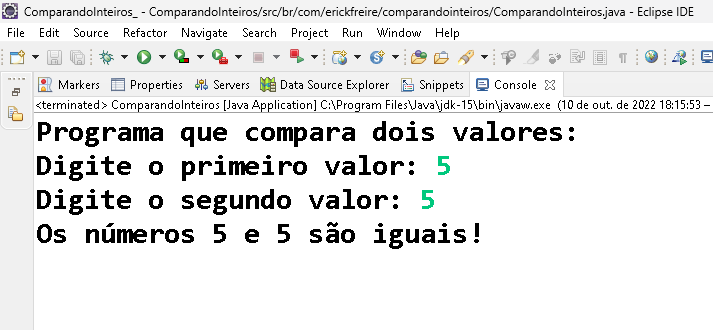 ComparandoInteiros_ - ComparandoInteiros/src/br/com/erickfreire/comparandointeiros/ComparandoInteiros.java - Eclipse IDE
File Edit Source Refactor Navigate Search Project Run Window Help
Markers Properties Servers Data Source Explorer Snippets Console
<terminated> ComparandoInteiros [Java Application] C:\Program Files\Java\jdk-15\bin\javaw.exe (10 de out. de 2022 18:15:53 –
Programa que compara dois valores:
Digite o primeiro valor: 5
Digite o segundo valor: 5
Os números 5 e 5 são iguais!